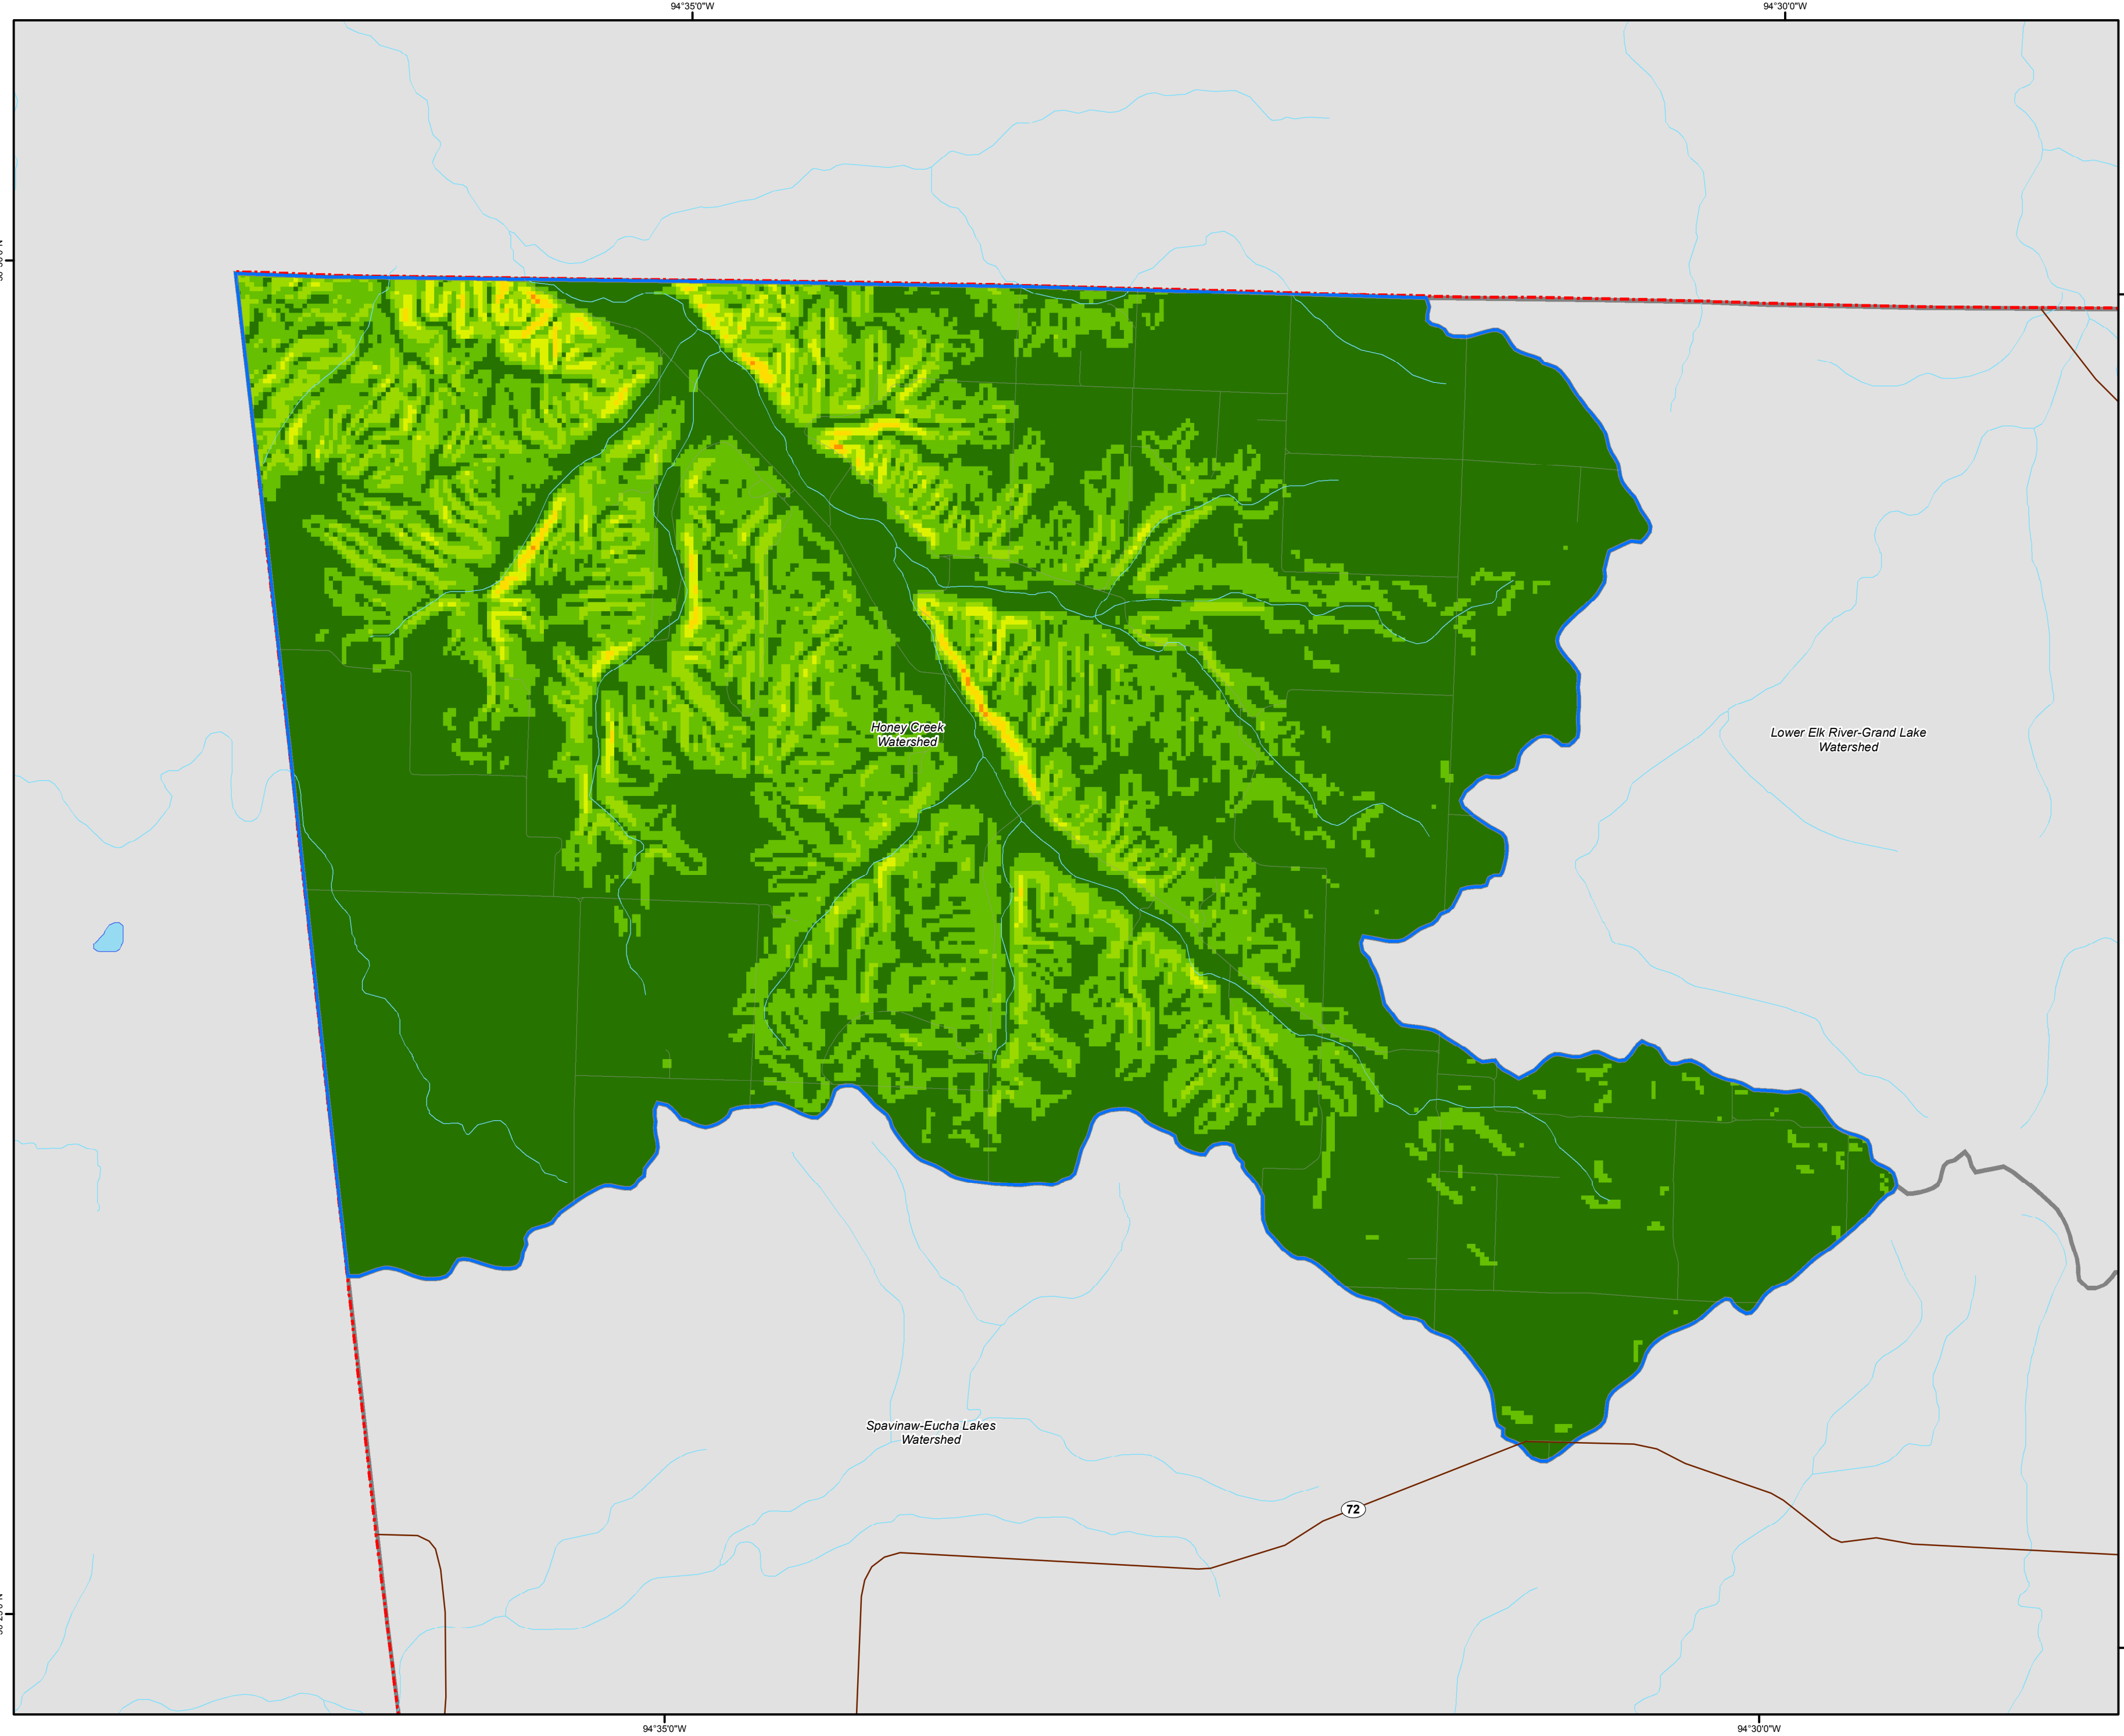 94°35'0"W
94°30'0"W
Honey Creek
Watershed
Lower Elk River-Grand Lake
Watershed
Spavinaw-Eucha Lakes
Watershed
72
94°35'0"W
94°30'0"W